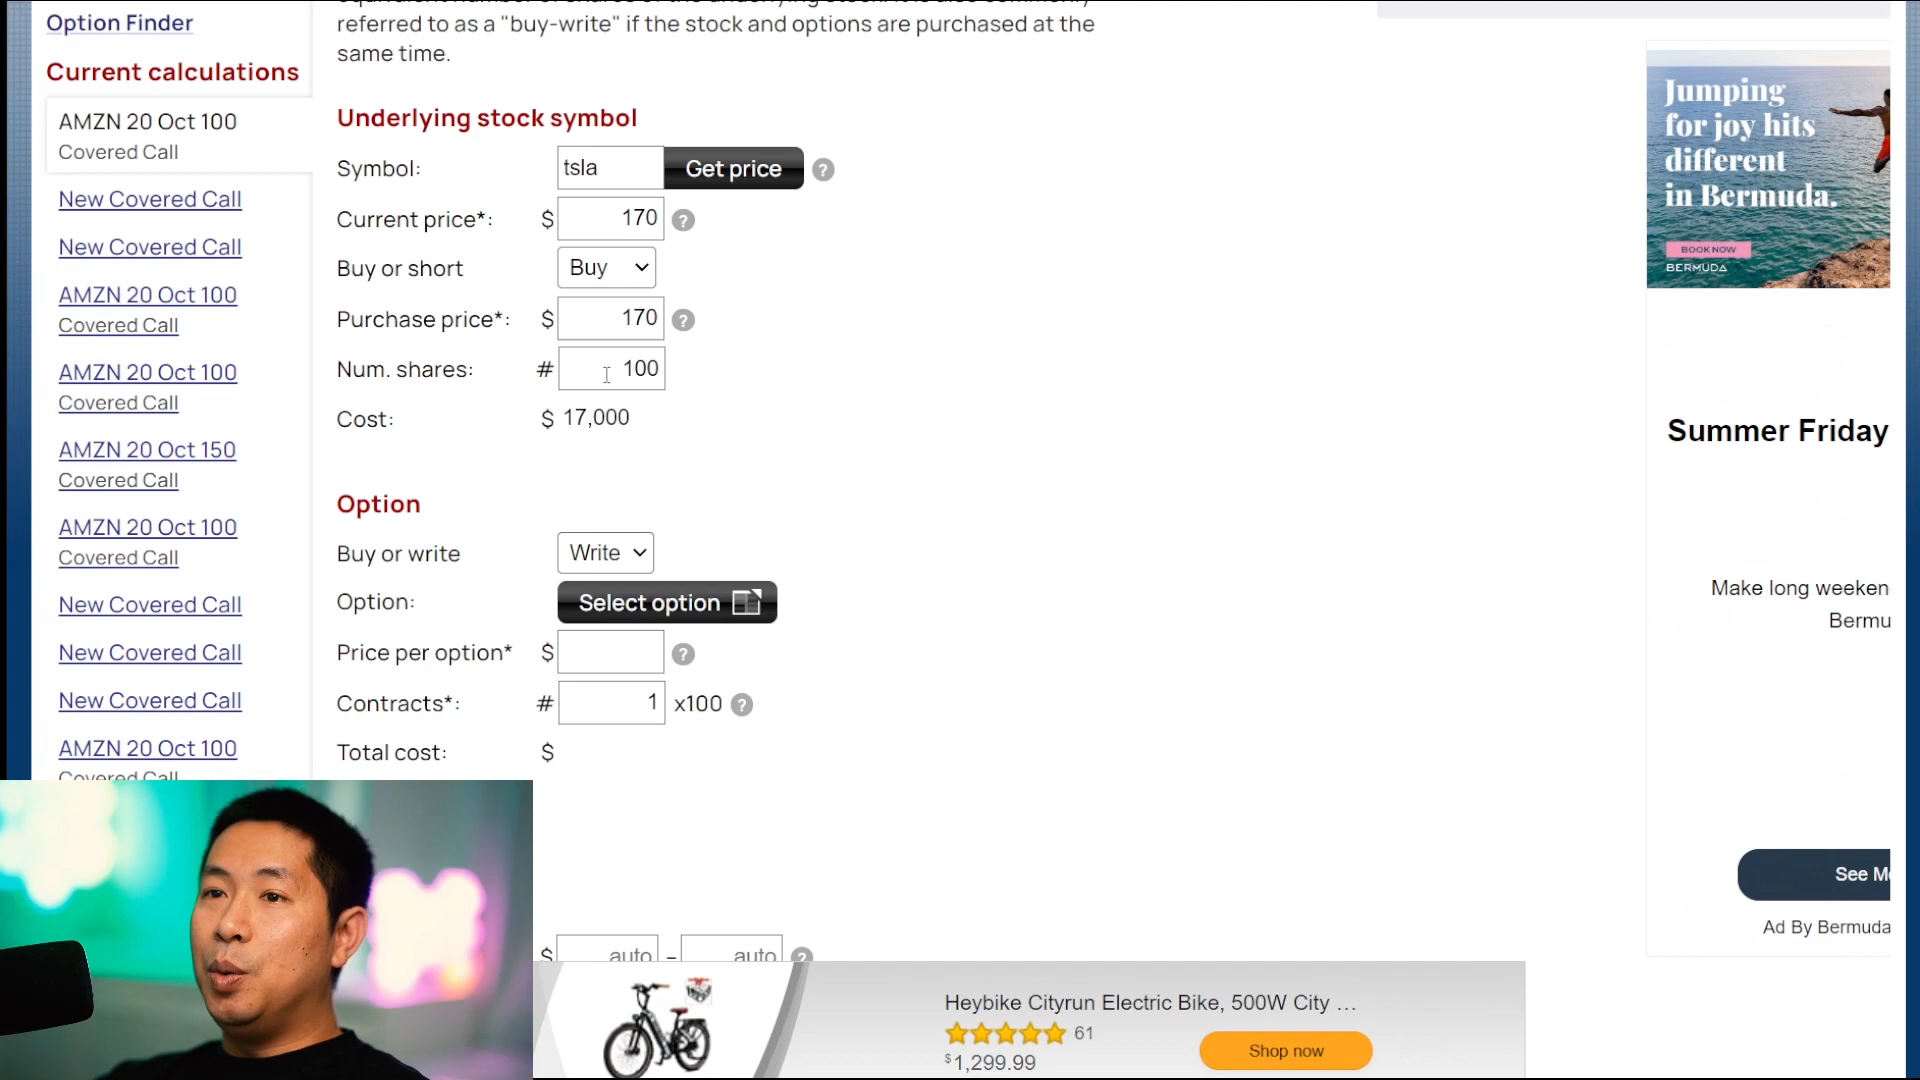 Option Finder
Current calculations
AMZN 20 Oct 100
Covered Call
New Covered Call
New Covered Call
AMZN 20 Oct 100
Covered Call
AMZN 20 Oct 100
Covered Call
AMZN 20 Oct 150
Covered Call
AMZN 20 Oct 100
Covered Call
New Covered Call
New Covered Call
New Covered Call
AMZN 20 Oct 100
Covered Call
referred to as a "buy-write" if the stock and options are purchased at the
same time.
Underlying stock symbol
Symbol: tsla Get price ?
Current price*: $ 170 ?
Buy or short Buy
Purchase price*: $ 170 ?
Num. shares: # 100
Cost: $ 17,000
Option
Buy or write Write
Option: Select option
Price per option* $ ?
Contracts*: # 1 x100 ?
Total cost: $
$ auto - auto ?
Heybike Cityrun Electric Bike, 500W City ...
61
$1,299.99
Shop now
Jumping
for joy hits
different
in Bermuda.
BOOK NOW
BERMUDA
Summer Friday
Make long weeken
Bermu
See M
Ad By Bermuda